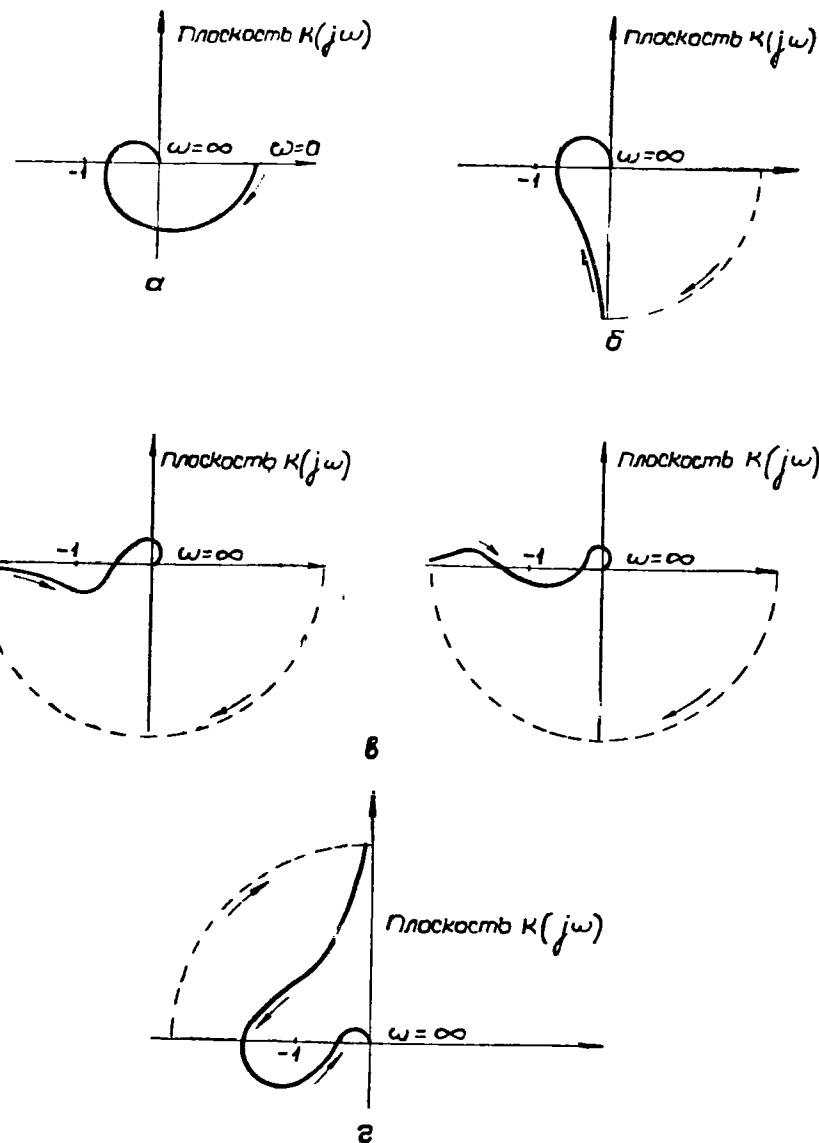 Плоскость K(jω)
-1
ω=∞
ω=0
а
Плоскость K(jω)
-1
ω=∞
б
Плоскость K(jω)
-1
ω=∞
Плоскость K(jω)
-1
ω=∞
в
Плоскость K(jω)
-1
ω=∞
г